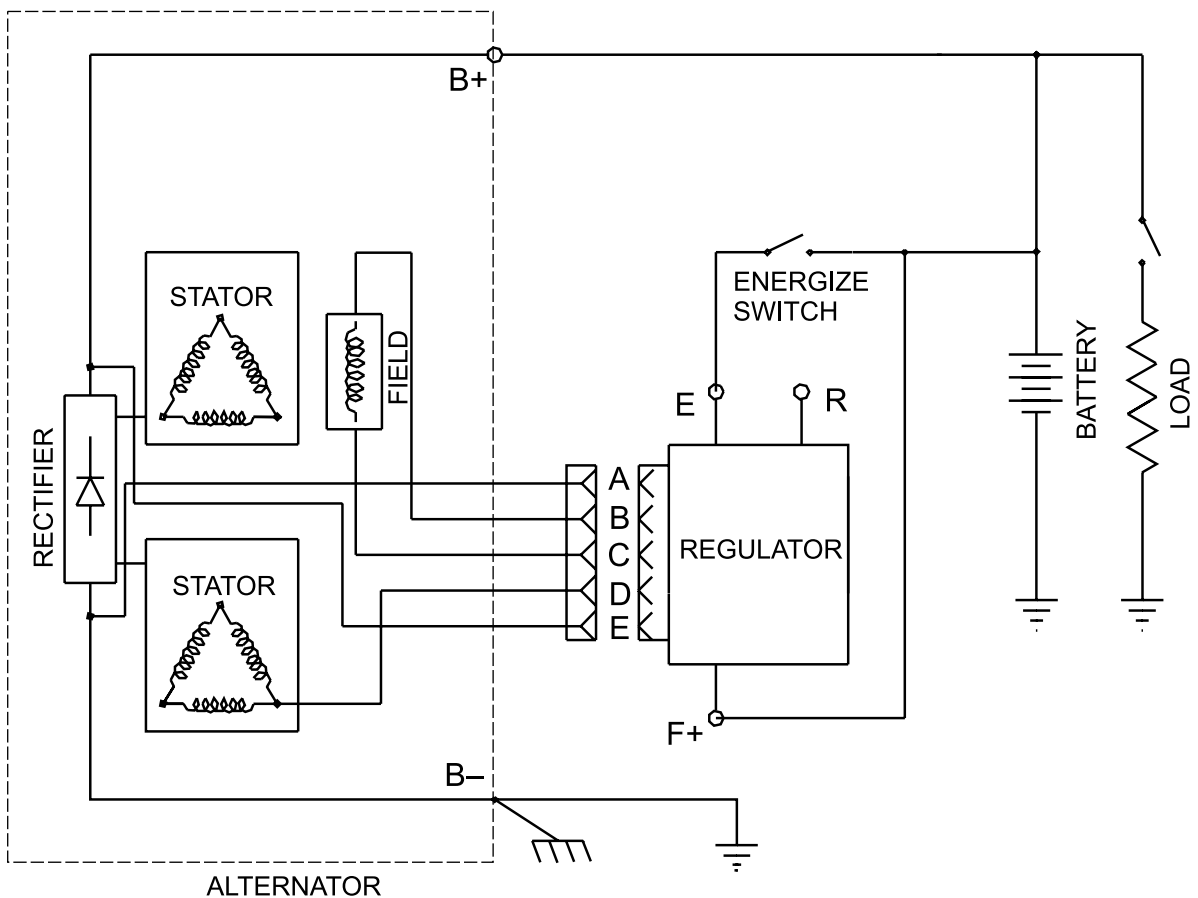 B+
STATOR
FIELD
ENERGIZE
SWITCH
E
R
BATTERY
LOAD
RECTIFIER
A
B
C
D
E
REGULATOR
STATOR
F+
B–
ALTERNATOR